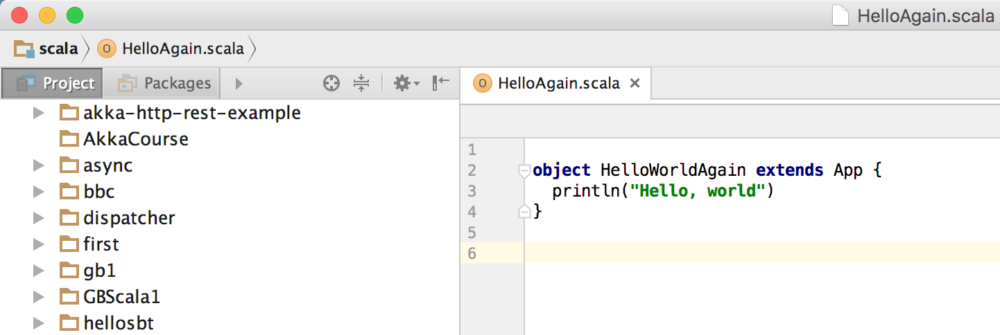 HelloAgain.scala
scala
O HelloAgain.scala
Project
Packages
akka-http-rest-example
AkkaCourse
async
bbc
dispatcher
first
gb1
GBScala1
hellosbt
O HelloAgain.scala ×
1
2 object HelloWorldAgain extends App {
3 println("Hello, world")
4 }
5
6